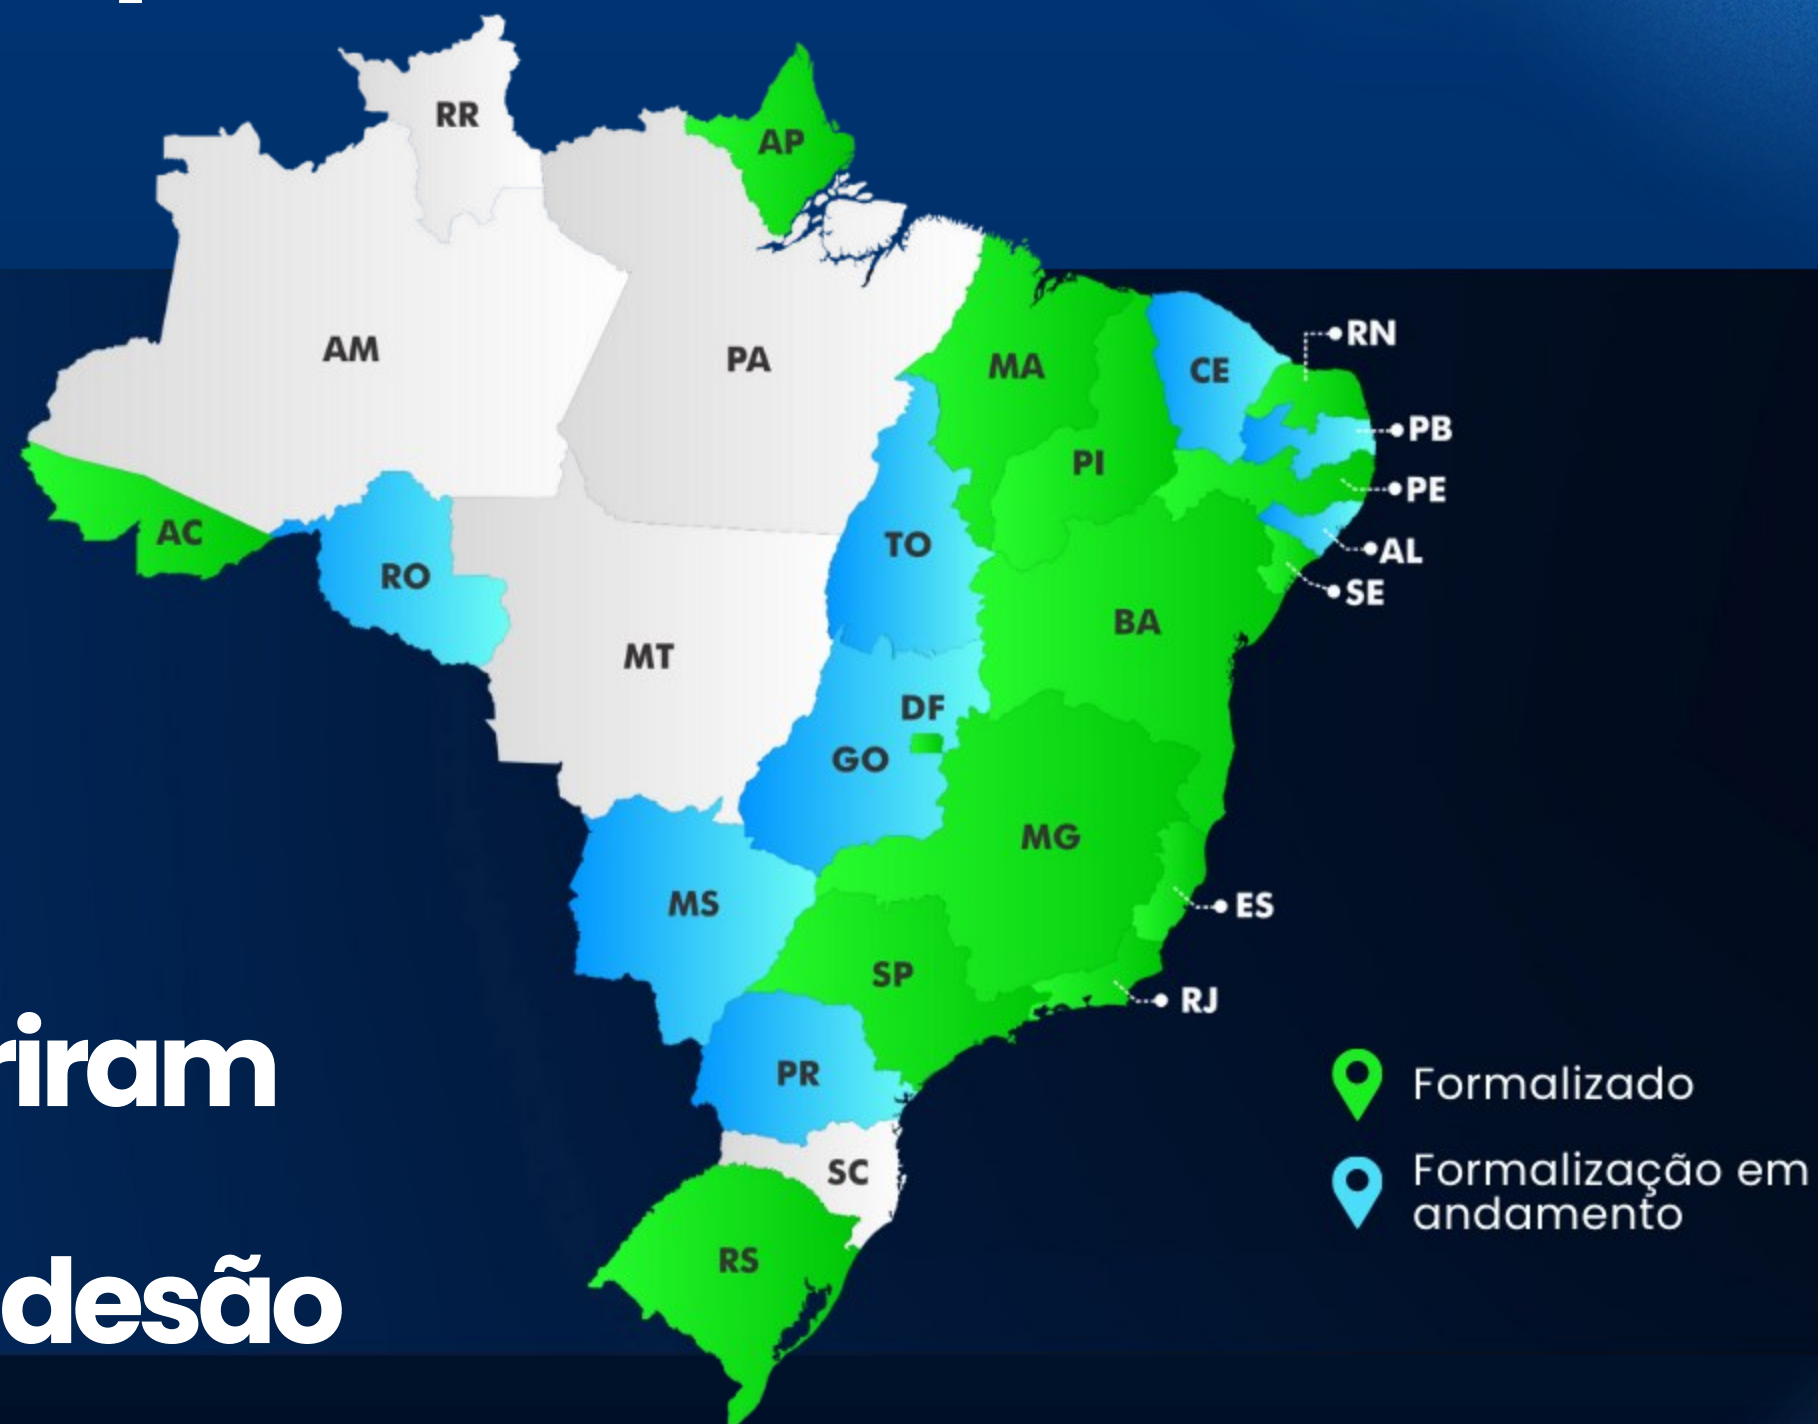 RR
AP
AM
PA
MA
CE
RN
PB
PI
PE
AC
TO
AL
RO
SE
BA
MT
DF
GO
MG
MS
ES
SP
RJ
riram
PR
Formalizado
SC
Formalização em
andamento
RS
desão